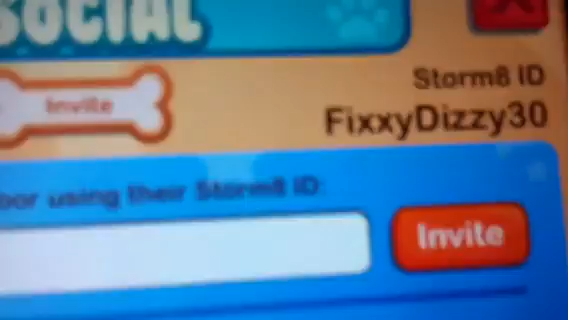 SOCIAL
Storm8 ID
Invite
FixxyDizzy30
using their Storm8 ID:
Invite